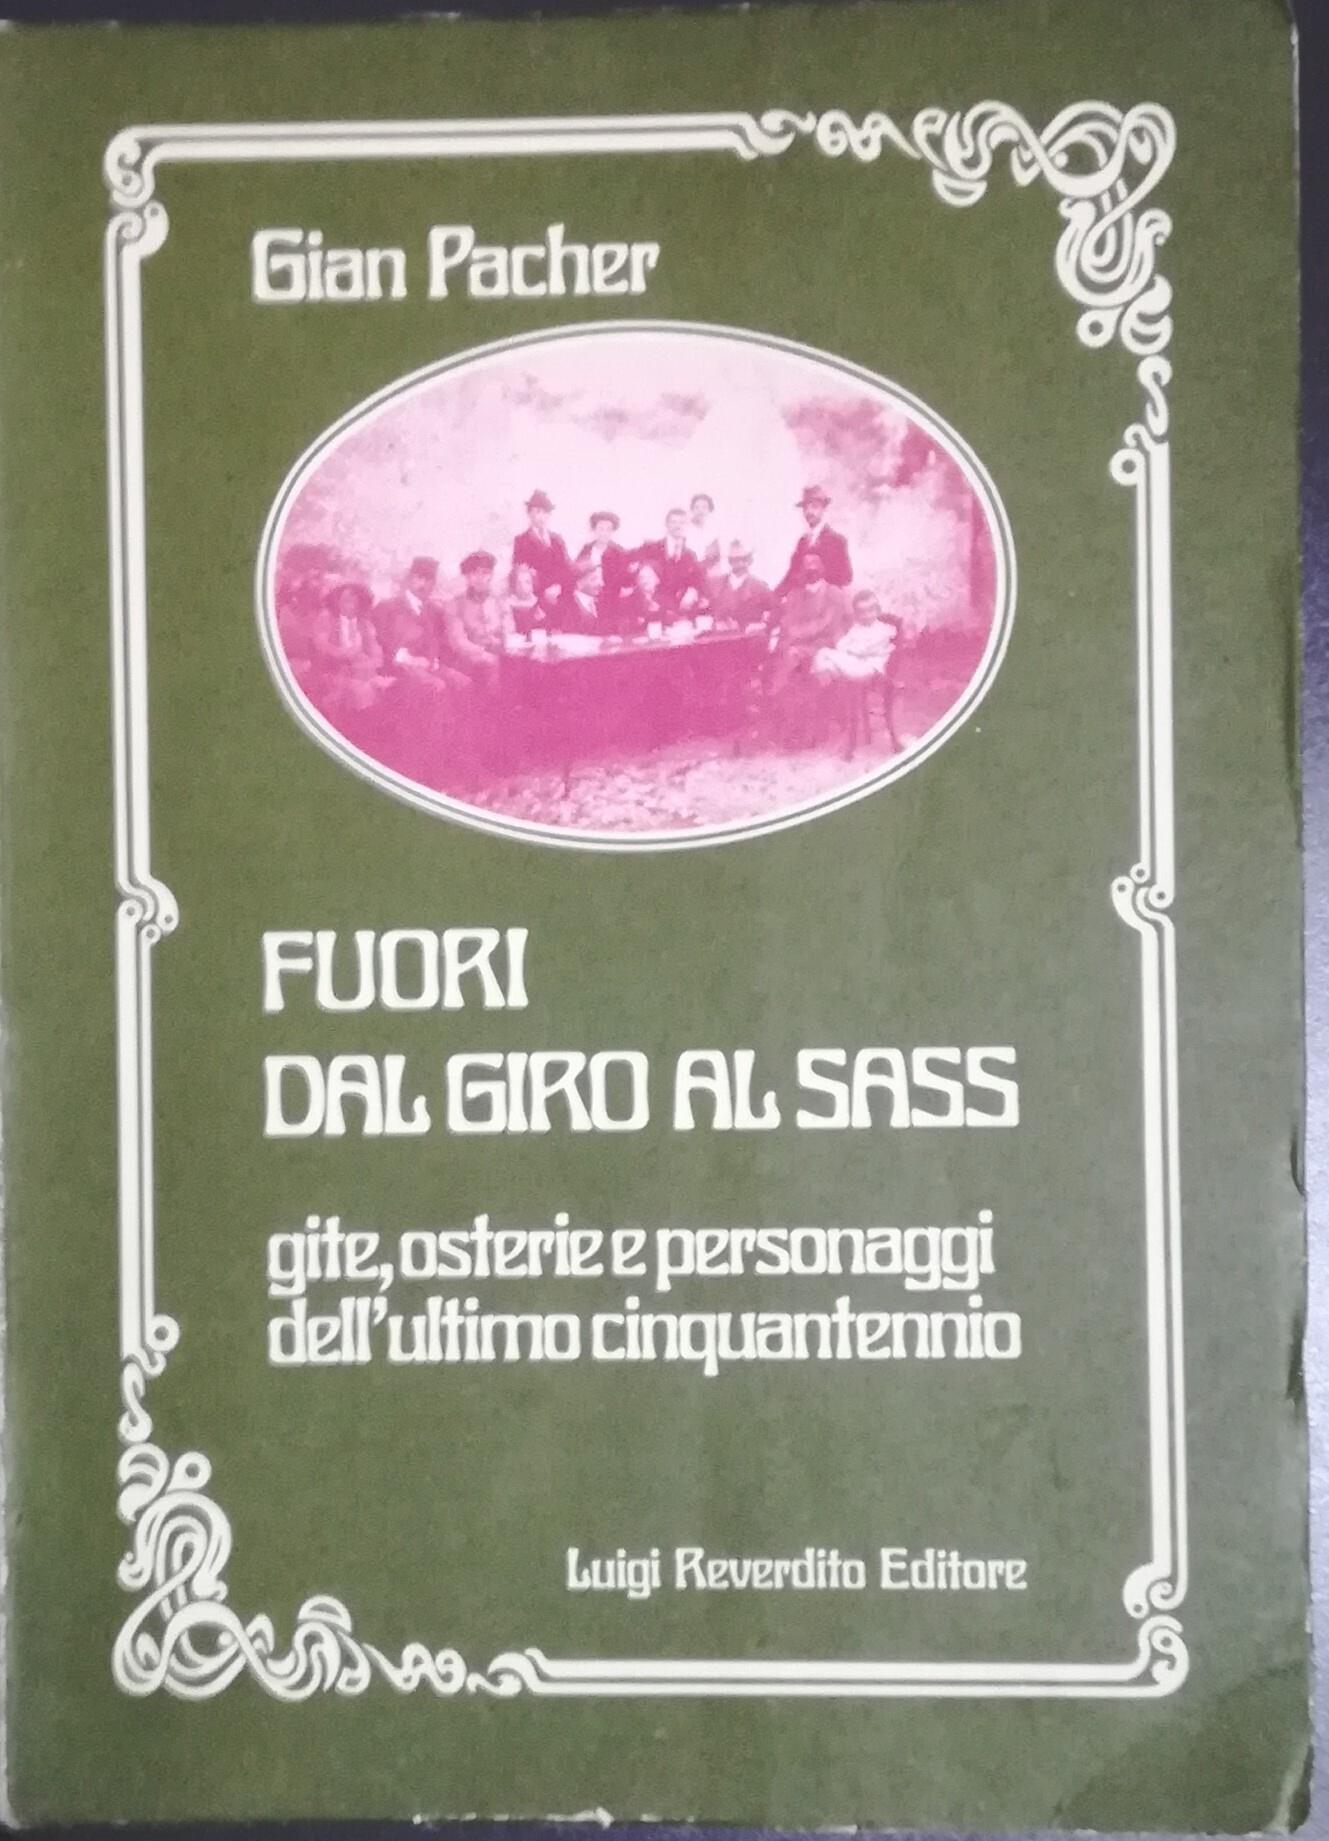 Gian Pacher
FUORI
DAL GIRO AL SASS
gite, osterie e personaggi
dell'ultimo cinquantennio
Luigi Reverdito Editore